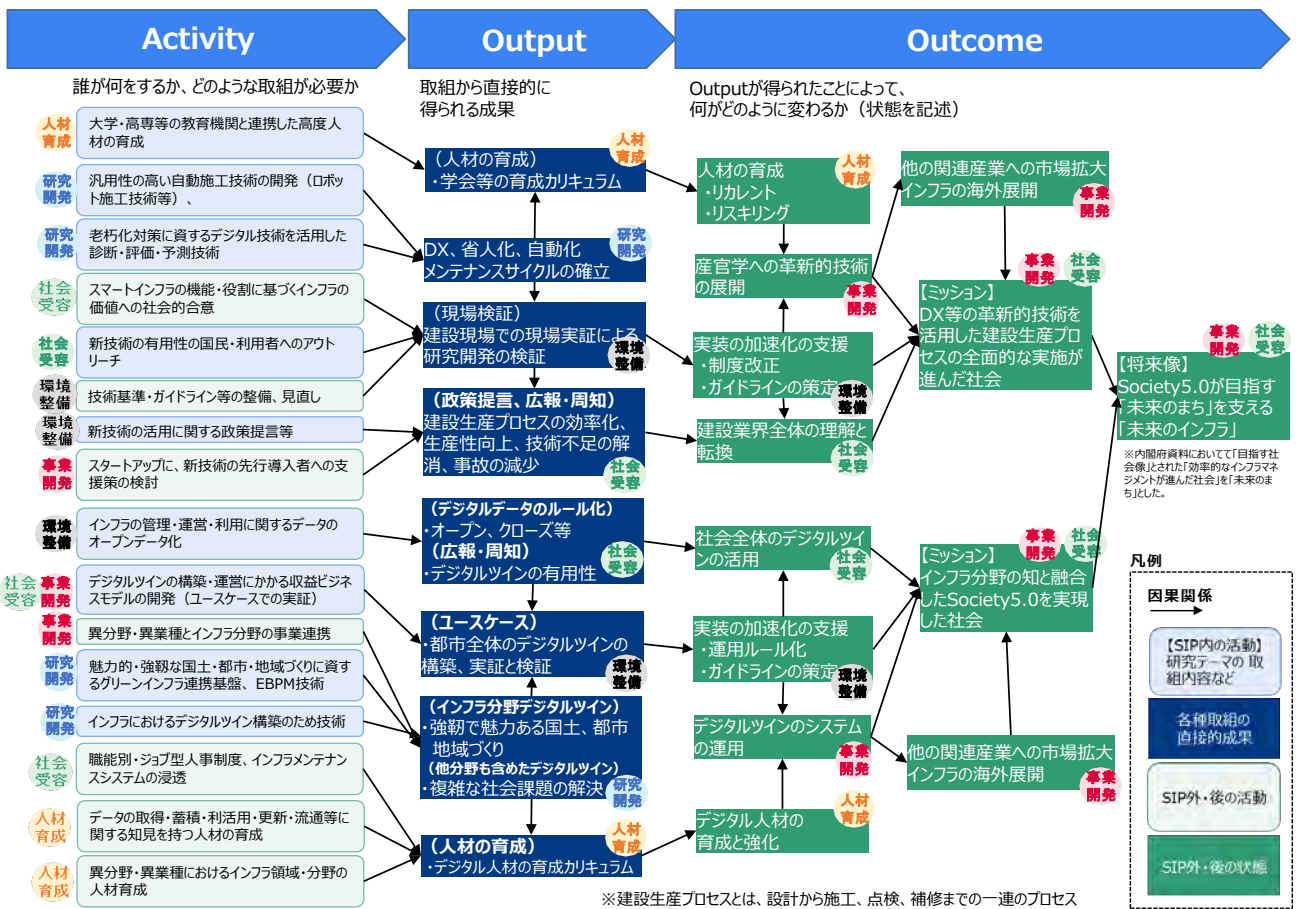 Activity
Output
Outcome
誰が何をするか、どのような取組が必要か
取組から直接的に
得られる成果
Outputが得られたことによって、
何がどのように変わるか（状態を記述）
人材
育成
大学・高専等の教育機関と連携した高度人
材の育成
研究
開発
汎用性の高い自動施工技術の開発（ロボッ
ト施工技術等）、
研究
開発
老朽化対策に資するデジタル技術を活用した
診断・評価・予測技術
社会
受容
スマートインフラの機能・役割に基づくインフラの
価値への社会的合意
社会
受容
新技術の有用性の国民・利用者へのアウト
リーチ
環境
整備
技術基準・ガイドライン等の整備、見直し
環境
整備
新技術の活用に関する政策提言等
事業
開発
スタートアップに、新技術の先行導入者への支
援策の検討
環境
整備
インフラの管理・運営・利用に関するデータの
オープンデータ化
社会
受容
事業
開発
デジタルツインの構築・運営にかかる収益ビジネ
スモデルの開発（ユースケースでの実証）
事業
開発
異分野・異業種とインフラ分野の事業連携
研究
開発
魅力的・強靱な国土・都市・地域づくりに資す
るグリーンインフラ連携基盤、EBPM技術
研究
開発
インフラにおけるデジタルツイン構築のため技術
社会
受容
職能別・ジョブ型人事制度、インフラメンテナン
スシステムの浸透
人材
育成
データの取得・蓄積・利活用・更新・流通等に
関する知見を持つ人材の育成
人材
育成
異分野・異業種におけるインフラ領域・分野の
人材育成
（人材の育成）
・学会等の育成カリキュラム
人材
育成
DX、省人化、自動化
メンテナンスサイクルの確立
研究
開発
（現場検証）
建設現場での現場実証による
研究開発の検証
環境
整備
（政策提言、広報・周知）
建設生産プロセスの効率化、
生産性向上、技術不足の解
消、事故の減少
社会
受容
（デジタルデータのルール化）
・オープン、クローズ等
（広報・周知）
・デジタルツインの有用性
社会
受容
（ユースケース）
・都市全体のデジタルツインの
構築、実証と検証
環境
整備
（インフラ分野デジタルツイン）
・強靭で魅力ある国土、都市
地域づくり
（他分野も含めたデジタルツイン）
・複雑な社会課題の解決
研究
開発
（人材の育成）
・デジタル人材の育成カリキュラム
人材
育成
人材の育成
・リカレント
・リスキリング
人材
育成
産官学への革新的技術
の展開
事業
開発
実装の加速化の支援
・制度改正
・ガイドラインの策定
環境
整備
建設業界全体の理解と
転換
社会
受容
社会全体のデジタルツイ
ンの活用
社会
受容
実装の加速化の支援
・運用ルール化
・ガイドラインの策定
環境
整備
デジタルツインのシステム
の運用
事業
開発
デジタル人材の
育成と強化
人材
育成
他の関連産業への市場拡大
インフラの海外展開
事業
開発
事業
開発
社会
受容
【ミッション】
DX等の革新的技術を
活用した建設生産プロ
セスの全面的な実施が
進んだ社会
事業
開発
社会
受容
【ミッション】
インフラ分野の知と融合
したSociety5.0を実現
した社会
他の関連産業への市場拡大
インフラの海外展開
事業
開発
事業
開発
社会
受容
【将来像】
Society5.0が目指す
「未来のまち」を支える
「未来のインフラ」
※内閣府資料においてて「目指す社
会像」とされた「効率的なインフラマネ
ジメントが進んだ社会」を「未来のま
ち」とした。
凡例
因果関係
【SIP内の活動】
研究テーマの 取
組内容など
各種取組の
直接的成果
SIP外・後の活動
SIP外・後の状態
※建設生産プロセスとは、設計から施工、点検、補修までの一連のプロセス